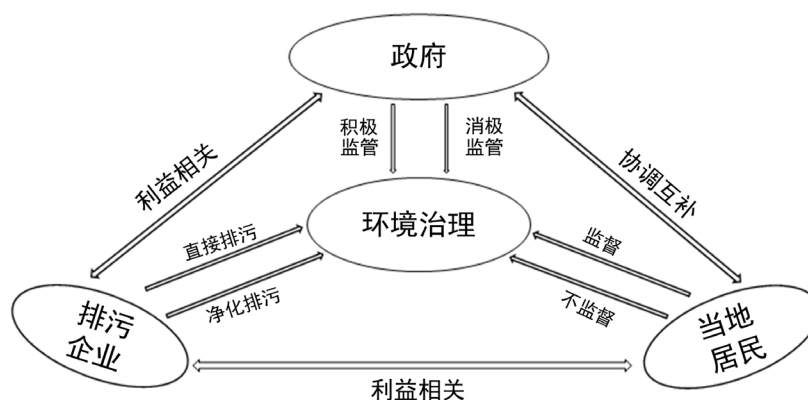 政府
积极
监管
消极
监管
利益相关
协调互补
环境治理
直接排污
净化排污
监督
不监督
排污
企业
当地
居民
利益相关